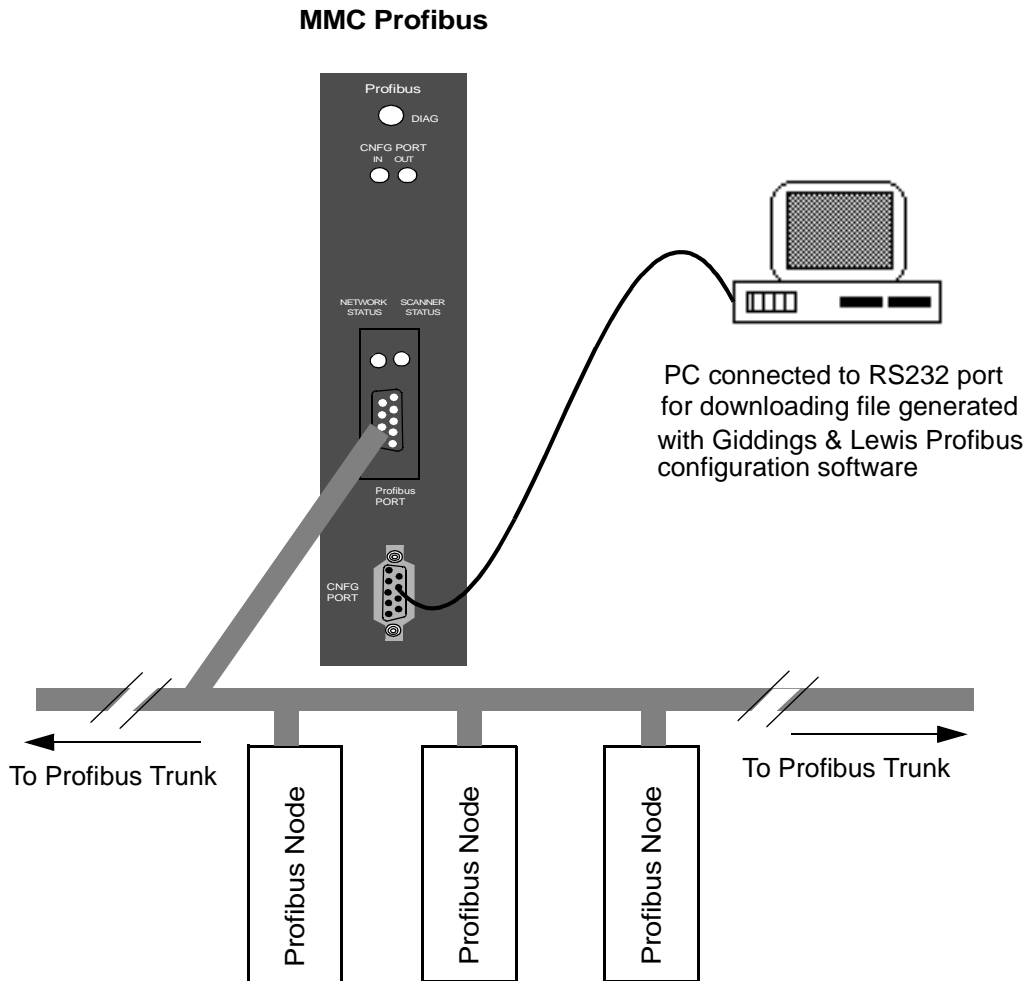 MMC Profibus
Profibus
DIAG
CNFG PORT
IN OUT
NETWORK STATUS
SCANNER STATUS
Profibus
PORT
CNFG
PORT
PC connected to RS232 port
for downloading file generated
with Giddings & Lewis Profibus
configuration software
To Profibus Trunk
To Profibus Trunk
Profibus Node
Profibus Node
Profibus Node